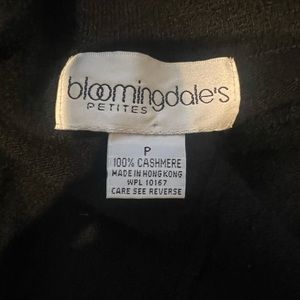 bloomingdale's
PETITES
P
100% CASHMERE
MADE IN HONG KONG
WPL 10167
CARE SEE REVERSE